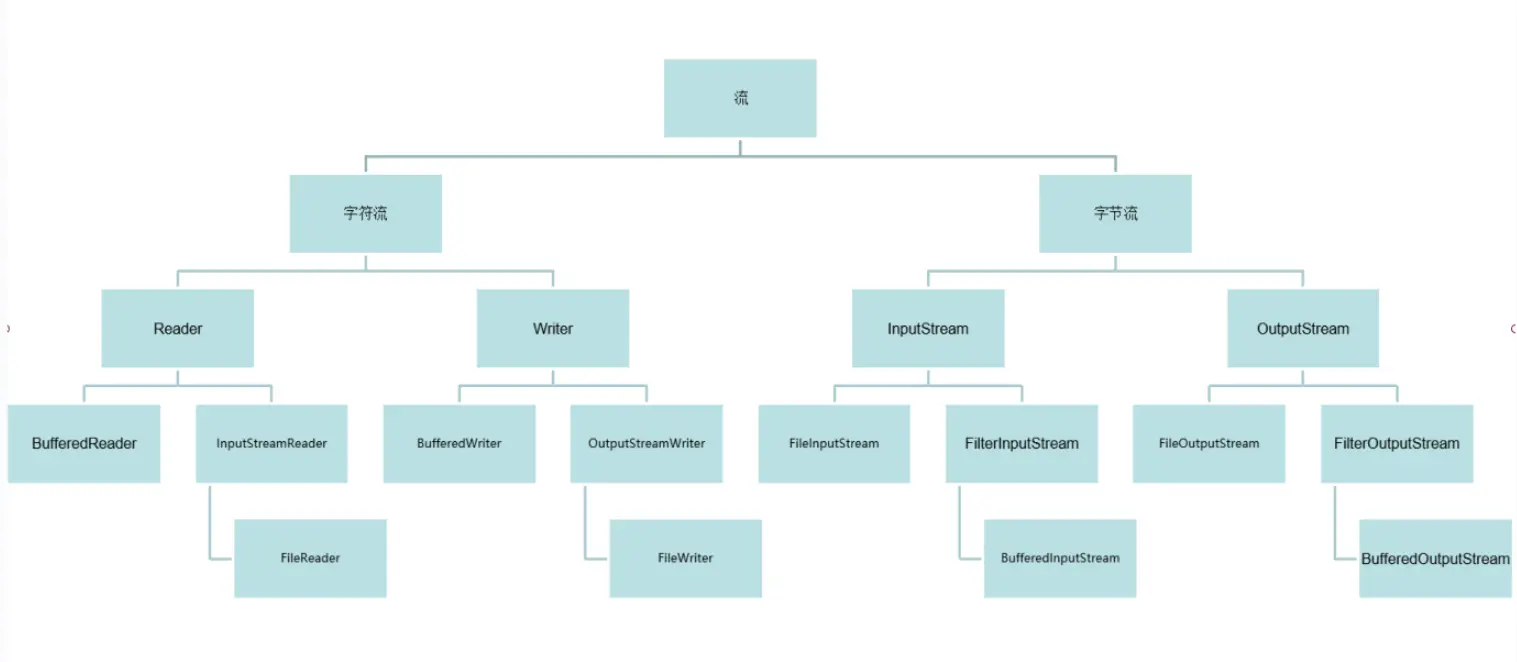 流
字符流
字节流
Reader
Writer
InputStream
OutputStream
BufferedReader
InputStreamReader
BufferedWriter
OutputStreamWriter
FileInputStream
FilterInputStream
FileOutputStream
FilterOutputStream
FileReader
FileWriter
BufferedInputStream
BufferedOutputStream